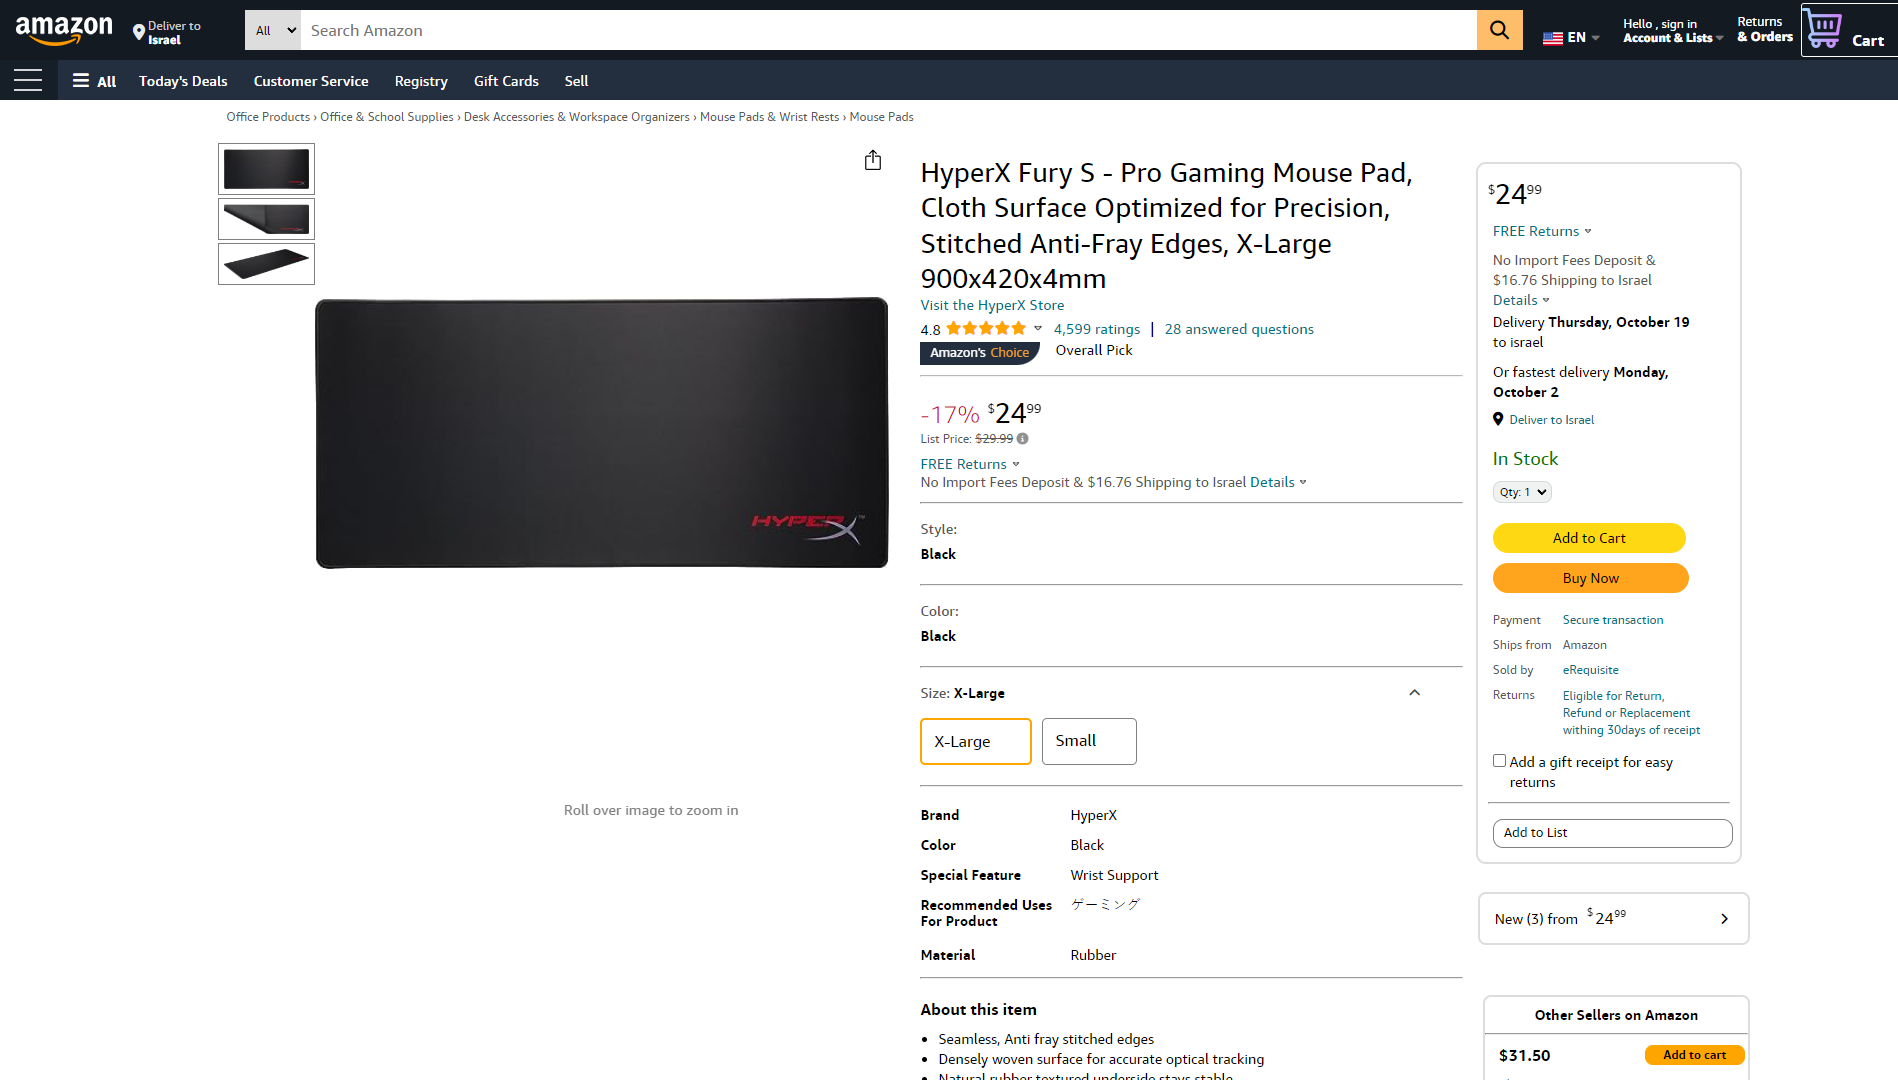 amazon
Deliver to
Israel
All
Search Amazon
EN
Hello , sign in
Account & Lists
Returns
& Orders
Cart
All
Today's Deals
Customer Service
Registry
Gift Cards
Sell
Office Products › Office & School Supplies › Desk Accessories & Workspace Organizers › Mouse Pads & Wrist Rests › Mouse Pads
HYPERX™
Roll over image to zoom in
HyperX Fury S - Pro Gaming Mouse Pad,
Cloth Surface Optimized for Precision,
Stitched Anti-Fray Edges, X-Large
900x420x4mm
Visit the HyperX Store
4.8
4,599 ratings | 28 answered questions
Amazon's Choice
Overall Pick
-17% $24 99
List Price: $29.99
FREE Returns
No Import Fees Deposit & $16.76 Shipping to Israel Details
Style:
Black
Color:
Black
Size: X-Large
X-Large
Small
Brand HyperX
Color Black
Special Feature Wrist Support
Recommended Uses For Product ゲーミング
Material Rubber
About this item
• Seamless, Anti fray stitched edges
• Densely woven surface for accurate optical tracking
• Natural rubber textured underside stays stable
$24 99
FREE Returns
No Import Fees Deposit &
$16.76 Shipping to Israel
Details
Delivery Thursday, October 19
to israel
Or fastest delivery Monday,
October 2
Deliver to Israel
In Stock
Qty: 1
Add to Cart
Buy Now
Payment Secure transaction
Ships from Amazon
Sold by eRequisite
Returns Eligible for Return,
Refund or Replacement
withing 30days of receipt
Add a gift receipt for easy
returns
Add to List
New (3) from $24 99
Other Sellers on Amazon
$31.50
Add to cart